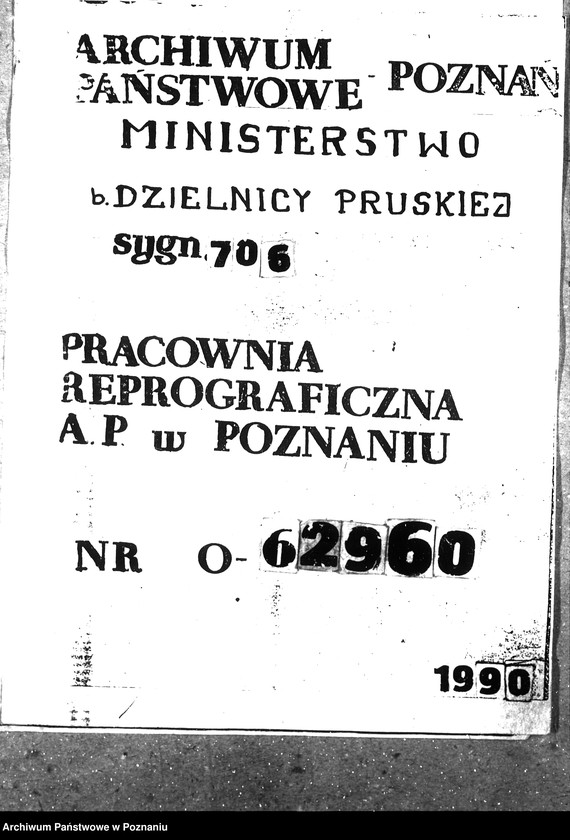 ARCHIWUM
PAŃSTWOWE - POZNAŃ
MINISTERSTWO
b. DZIELNICY PRUSKIEJ
sygn. 706
PRACOWNIA
REPROGRAFICZNA
A.P. w POZNANIU
NR O-62960
1990
Archiwum Państwowe w Poznaniu